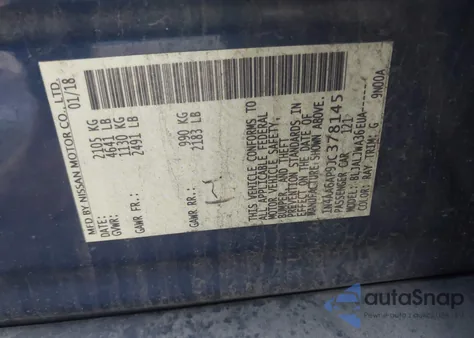 MFD BY NISSAN MOTOR CO., LTD.
DATE: 01/18
GVWR: 2105 KG
4641 LB
GAWR FR.: 1130 KG
2491 LB
GAWR RR.: 990 KG
2183 LB
THIS VEHICLE CONFORMS TO
ALL APPLICABLE FEDERAL
MOTOR VEHICLE SAFETY,
BUMPER AND THEFT
PREVENTION STANDARDS IN
EFFECT ON THE DATE OF
MANUFACTURE SHOWN ABOVE.
1N4AA6AP9JC378145
PASSENGER CAR 121
MODEL: 
COLOR: RAY TRIM: G 9N00A
autoSnap